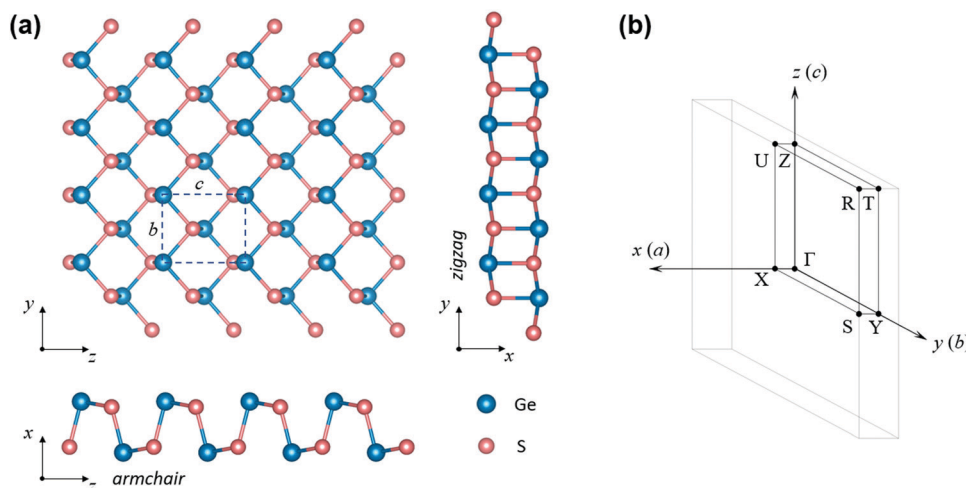 (a)
(b)
c
b
y
z
zigzag
y
x
Ge
S
x
z
armchair
z (c)
U Z
R T
x (a)
Γ
X
S Y
y (b)